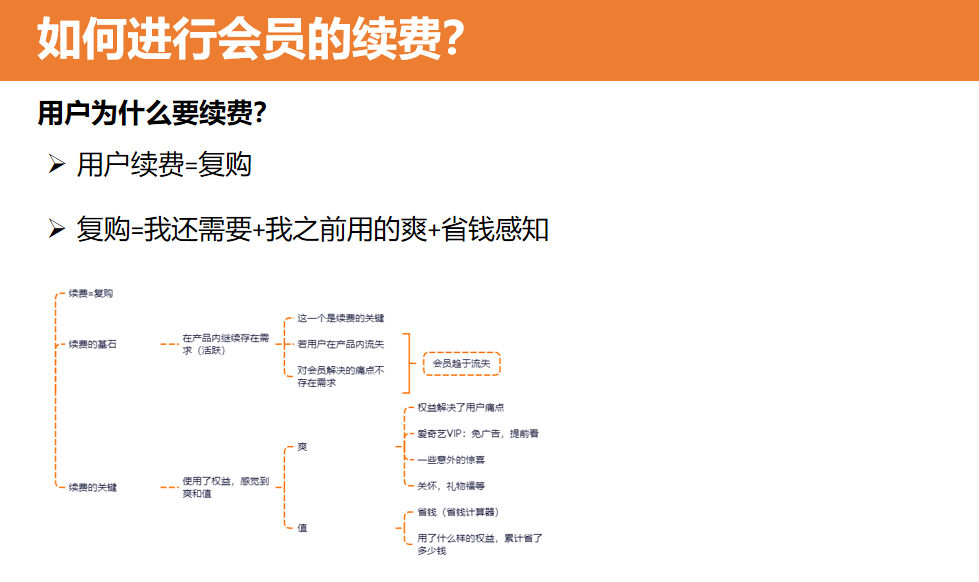 如何进行会员的续费？
用户为什么要续费？
用户续费=复购
复购=我还需要+我之前用的爽+省钱感知
续费=复购
续费的基石
在产品内继续存在需
求（活跃）
这一个是续费的关键
若用户在产品内流失
对会员解决的痛点不
存在需求
会员趋于流失
续费的关键
使用了权益，感觉到
爽和值
爽
权益解决了用户痛点
爱奇艺VIP：免广告，提前看
一些意外的惊喜
关怀，礼物福等
值
省钱（省钱计算器）
用了什么样的权益，累计省了
多少钱